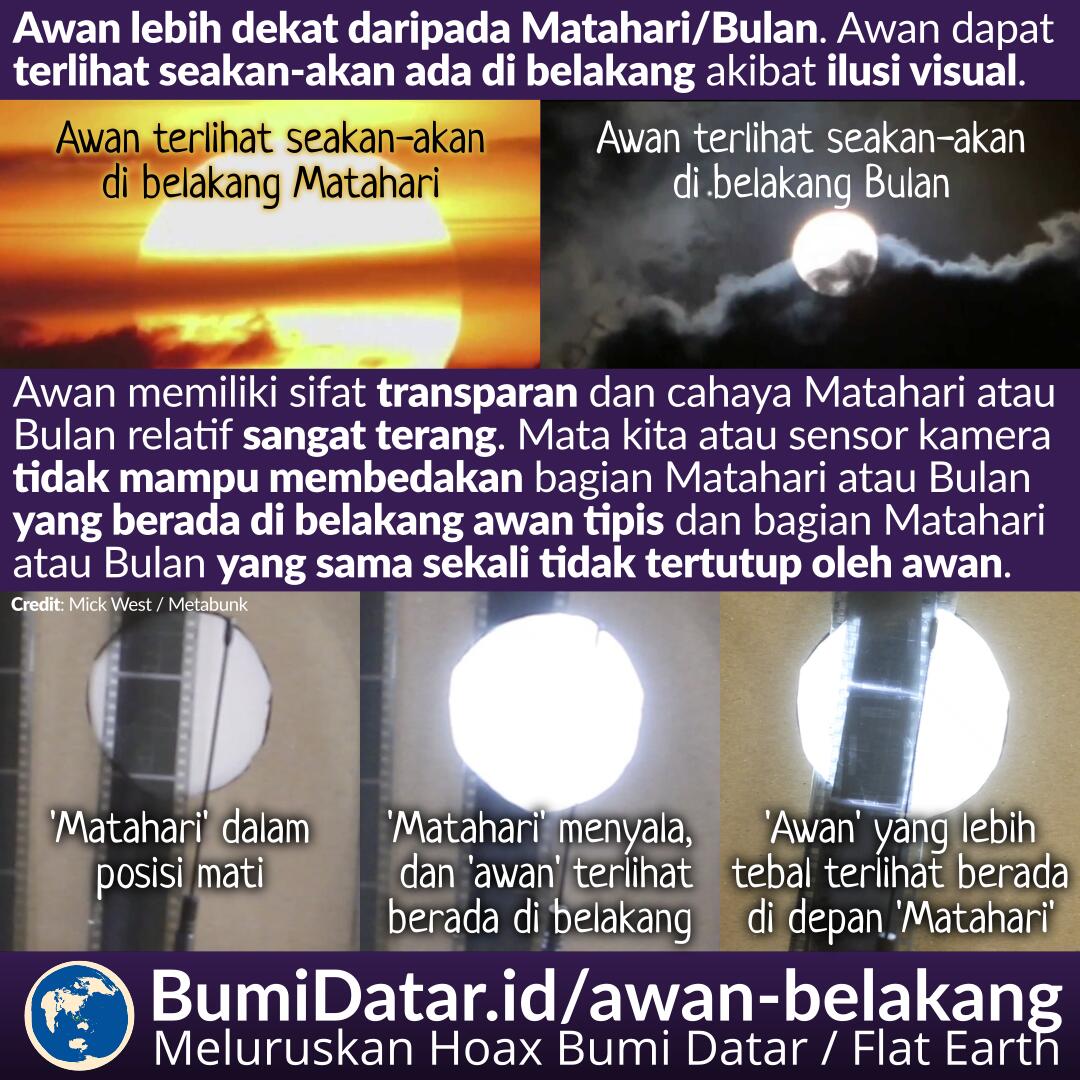 Awan lebih dekat daripada Matahari/Bulan. Awan dapat
terlihat seakan-akan ada di belakang akibat ilusi visual.
Awan terlihat seakan-akan
di belakang Matahari
Awan terlihat seakan-akan
di belakang Bulan
Awan memiliki sifat transparan dan cahaya Matahari atau
Bulan relatif sangat terang. Mata kita atau sensor kamera
tidak mampu membedakan bagian Matahari atau Bulan
yang berada di belakang awan tipis dan bagian Matahari
atau Bulan yang sama sekali tidak tertutup oleh awan.
Credit: Mick West / Metabunk
'Matahari' dalam
posisi mati
'Matahari' menyala,
dan 'awan' terlihat
berada di belakang
'Awan' yang lebih
tebal terlihat berada
di depan 'Matahari'
BumiDatar.id/awan-belakang
Meluruskan Hoax Bumi Datar / Flat Earth